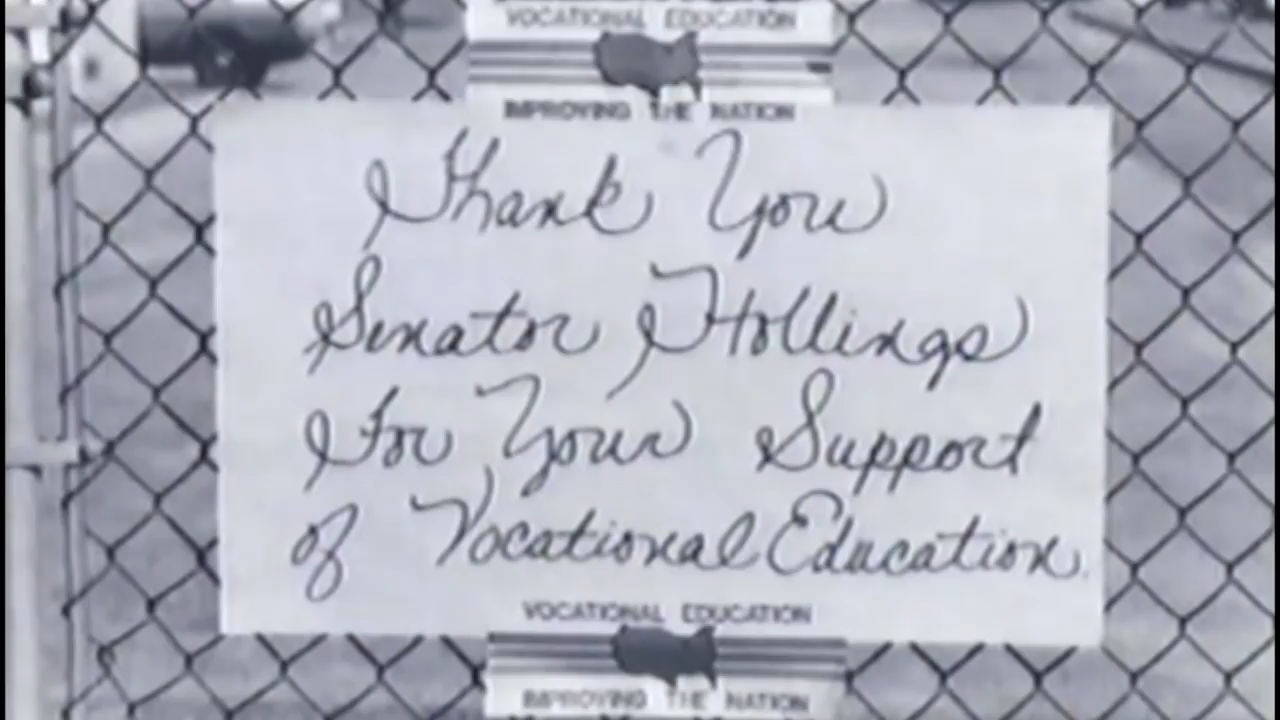 VOCATIONAL EDUCATION
IMPROVING THE NATION
Thank You
Senator Hollings
For Your Support
of Vocational Education.
VOCATIONAL EDUCATION
IMPROVING THE NATION